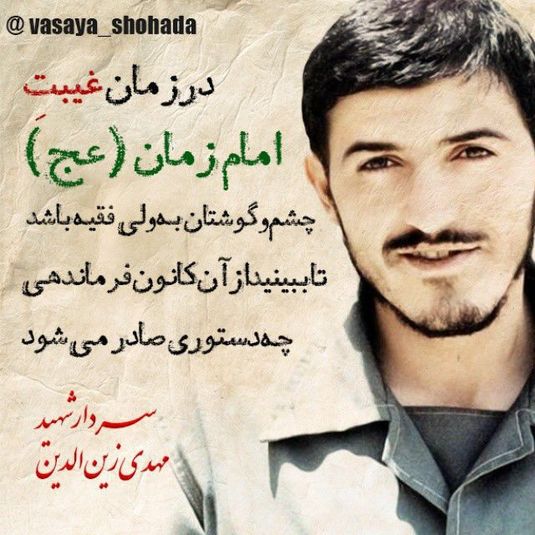 @vasaya_shohada
در زمان غیبتِ
امام زمان (عج)
چشم و گوشتان به ولی فقیه باشد
تا ببینید از آن کانون فرماندهی
چه دستوری صادر می شود
سردار شهید
مهدی زین الدین